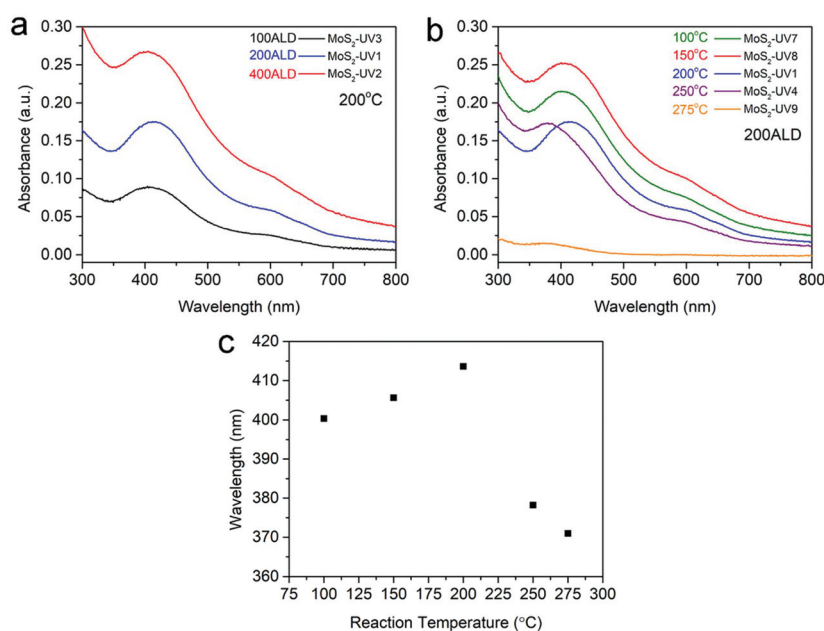 a
100ALD MoS2-UV3
200ALD MoS2-UV1
400ALD MoS2-UV2
200°C
0.30
0.25
0.20
0.15
0.10
0.05
0.00
Absorbance (a.u.)
300 400 500 600 700 800
Wavelength (nm)
b
100°C MoS2-UV7
150°C MoS2-UV8
200°C MoS2-UV1
250°C MoS2-UV4
275°C MoS2-UV9
200ALD
0.30
0.25
0.20
0.15
0.10
0.05
0.00
Absorbance (a.u.)
300 400 500 600 700 800
Wavelength (nm)
c
420
410
400
390
380
370
360
Wavelength (nm)
75 100 125 150 175 200 225 250 275 300
Reaction Temperature (°C)